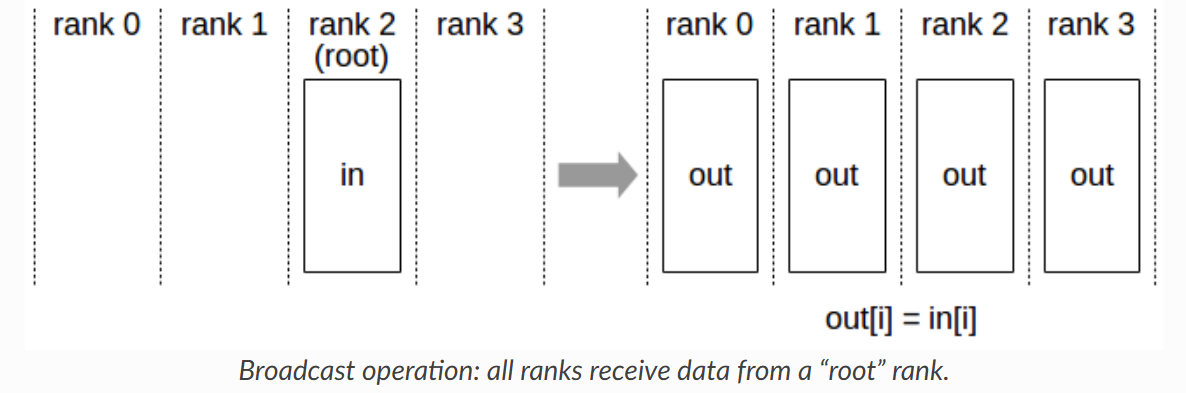 rank 0 rank 1 rank 2 rank 3 rank 0 rank 1 rank 2 rank 3
(root)
in out out out out
out[i] = in[i]
Broadcast operation: all ranks receive data from a “root” rank.